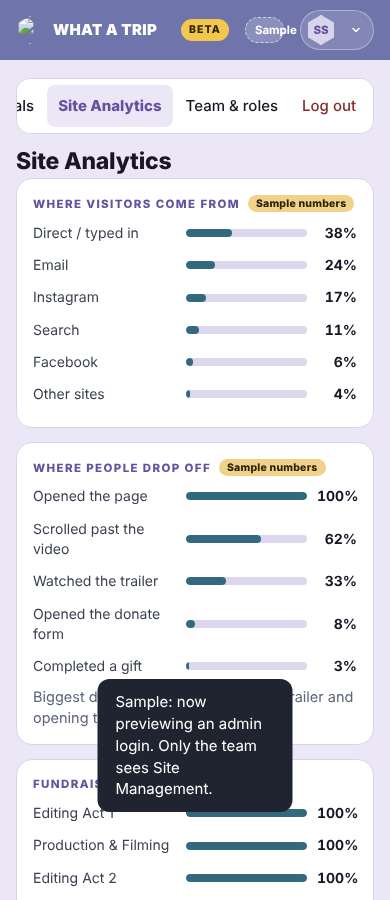 WHAT A TRIP BETA Sample SS
als Site Analytics Team & roles Log out
Site Analytics
WHERE VISITORS COME FROM Sample numbers
Direct / typed in 38%
Email 24%
Instagram 17%
Search 11%
Facebook 6%
Other sites 4%
WHERE PEOPLE DROP OFF Sample numbers
Opened the page 100%
Scrolled past the
video 62%
Watched the trailer 33%
Opened the donate
form 8%
Completed a gift 3%
Biggest railer and
opening
Sample: now
previewing an admin
login. Only the team
sees Site
Management.
Editing Act 1 100%
Production & Filming 100%
Editing Act 2 100%